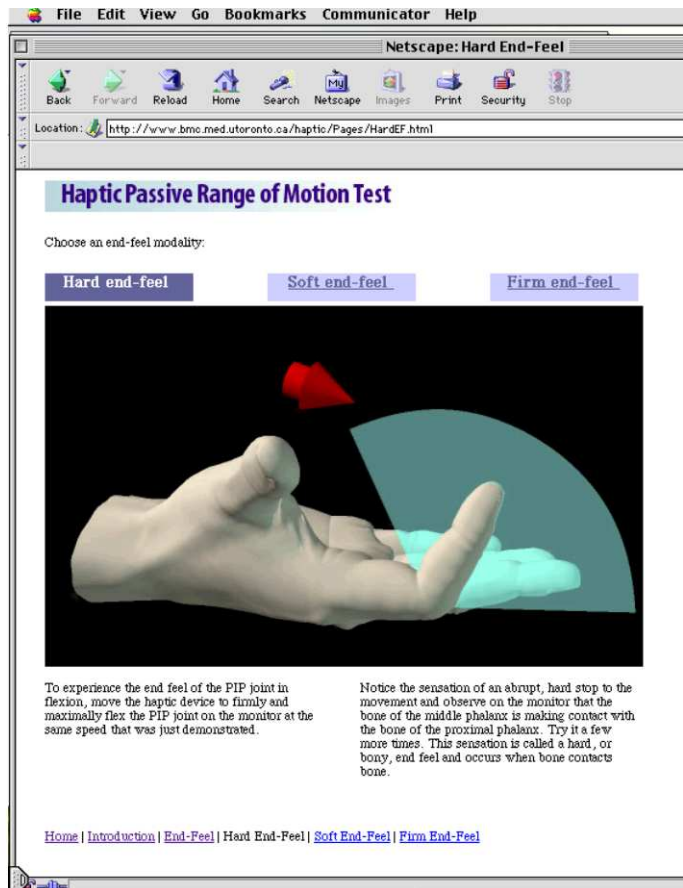 File Edit View Go Bookmarks Communicator Help
Netscape: Hard End-Feel
Back Forward Reload Home Search Netscape Images Print Security Stop
My
Location: http://www.bmc.med.utoronto.ca/haptic/Pages/HardEF.html
Haptic Passive Range of Motion Test
Choose an end-feel modality:
Hard end-feel Soft end-feel Firm end-feel
To experience the end feel of the PIP joint in
flexion, move the haptic device to firmly and
maximally flex the PIP joint on the monitor at the
same speed that was just demonstrated.
Notice the sensation of an abrupt, hard stop to the
movement and observe on the monitor that the
bone of the middle phalanx is making contact with
the bone of the proximal phalanx. Try it a few
more times. This sensation is called a hard, or
bony, end feel and occurs when bone contacts
bone.
Home | Introduction | End-Feel | Hard End-Feel | Soft End-Feel | Firm End-Feel